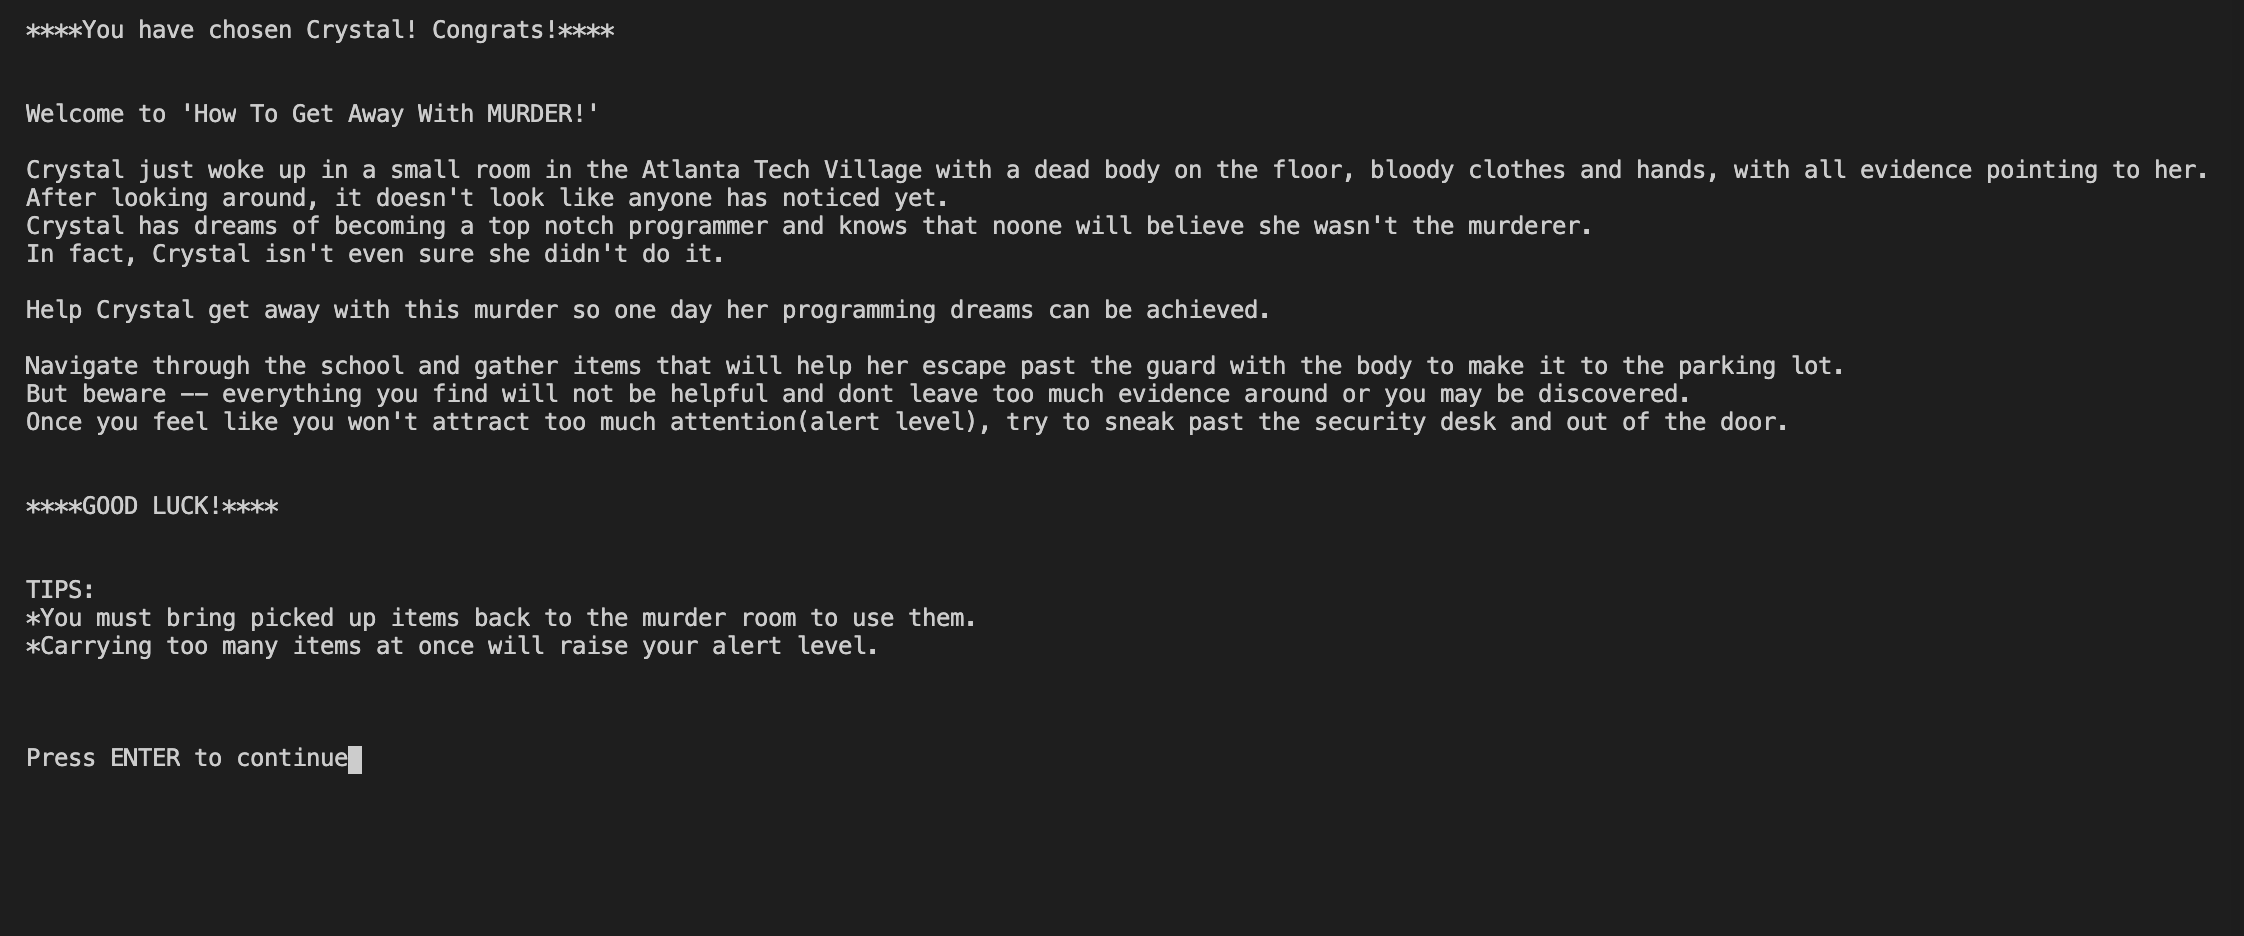 ****You have chosen Crystal! Congrats!****
Welcome to 'How To Get Away With MURDER!'
Crystal just woke up in a small room in the Atlanta Tech Village with a dead body on the floor, bloody clothes and hands, with all evidence pointing to her.
After looking around, it doesn't look like anyone has noticed yet.
Crystal has dreams of becoming a top notch programmer and knows that noone will believe she wasn't the murderer.
In fact, Crystal isn't even sure she didn't do it.
Help Crystal get away with this murder so one day her programming dreams can be achieved.
Navigate through the school and gather items that will help her escape past the guard with the body to make it to the parking lot.
But beware -- everything you find will not be helpful and dont leave too much evidence around or you may be discovered.
Once you feel like you won't attract too much attention(alert level), try to sneak past the security desk and out of the door.
****GOOD LUCK!****
TIPS:
*You must bring picked up items back to the murder room to use them.
*Carrying too many items at once will raise your alert level.
Press ENTER to continue